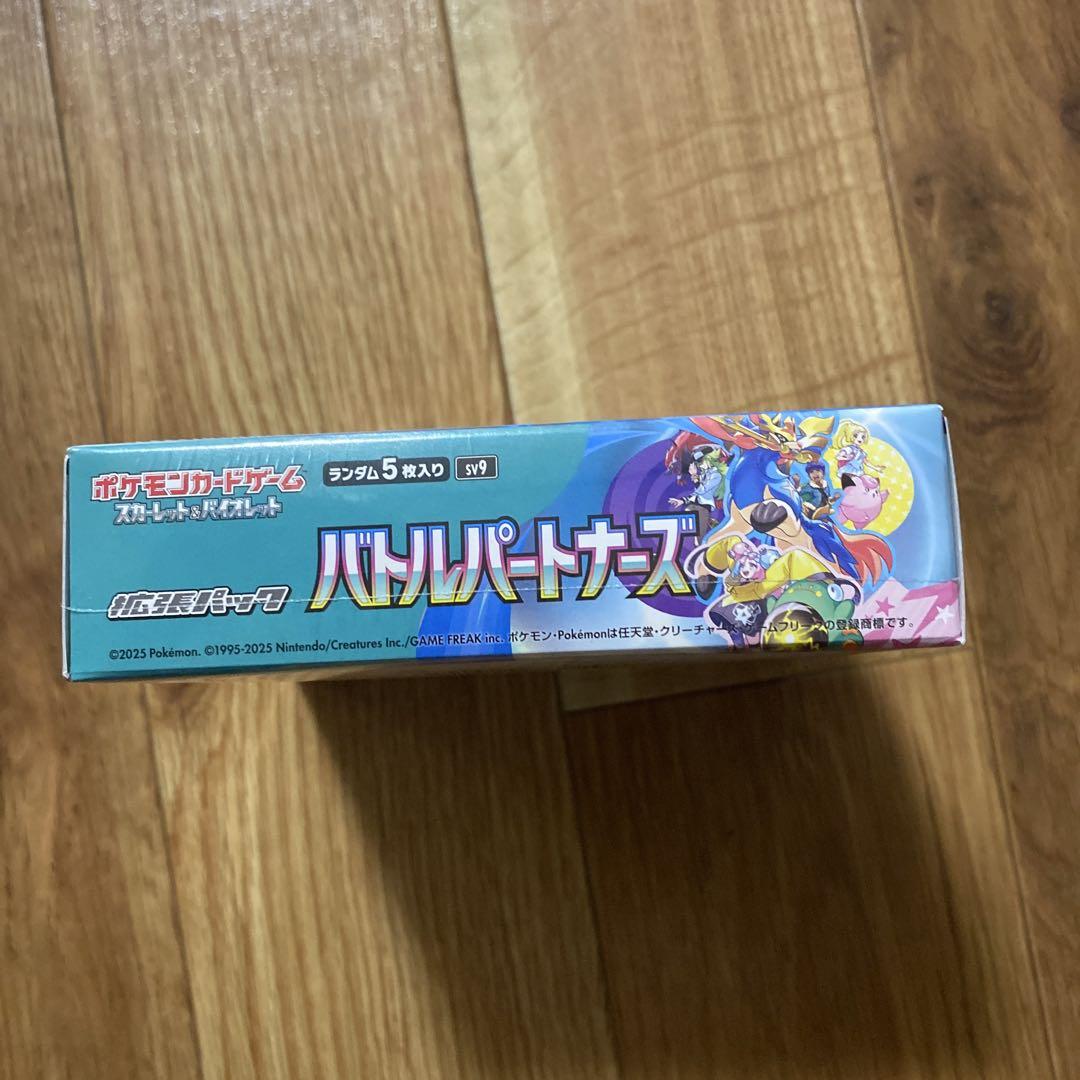 ポケモンカードゲーム
スカーレット&バイオレット
ランダム5枚入り SV9
拡張パック
バトルパートナーズ
©2025 Pokémon. ©1995-2025 Nintendo/Creatures Inc./GAME FREAK inc. ポケモン・Pokémonは任天堂・クリーチャーズ・ゲームフリークの登録商標です。